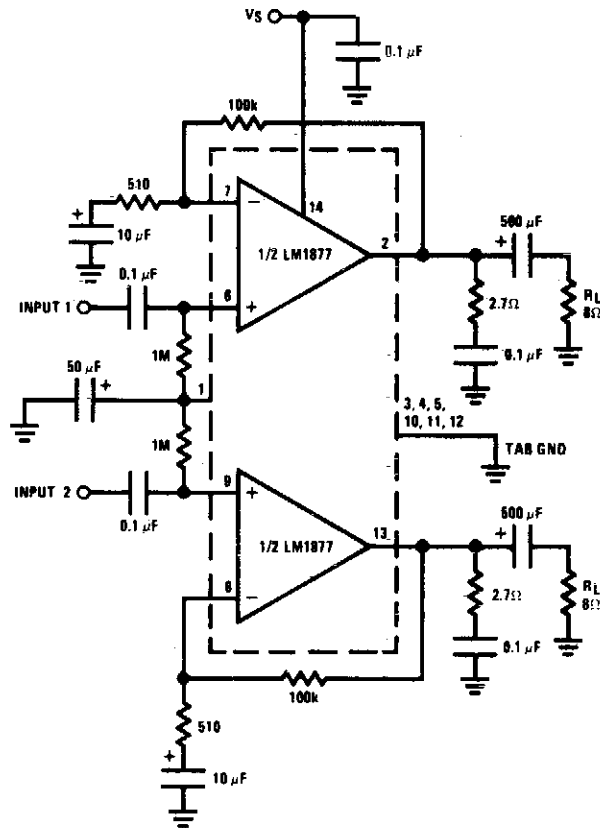 VS
0.1 µF
100k
510
7
−
14
+
10 µF
1/2 LM1877
2
500 µF
+
0.1 µF
INPUT 1
6
+
2.7Ω
RL
8Ω
1M
0.1 µF
50 µF
+
1
3, 4, 5,
10, 11, 12
TAB GND
1M
INPUT 2
9
+
0.1 µF
1/2 LM1877
13
500 µF
+
8
−
2.7Ω
RL
8Ω
0.1 µF
100k
510
+
10 µF